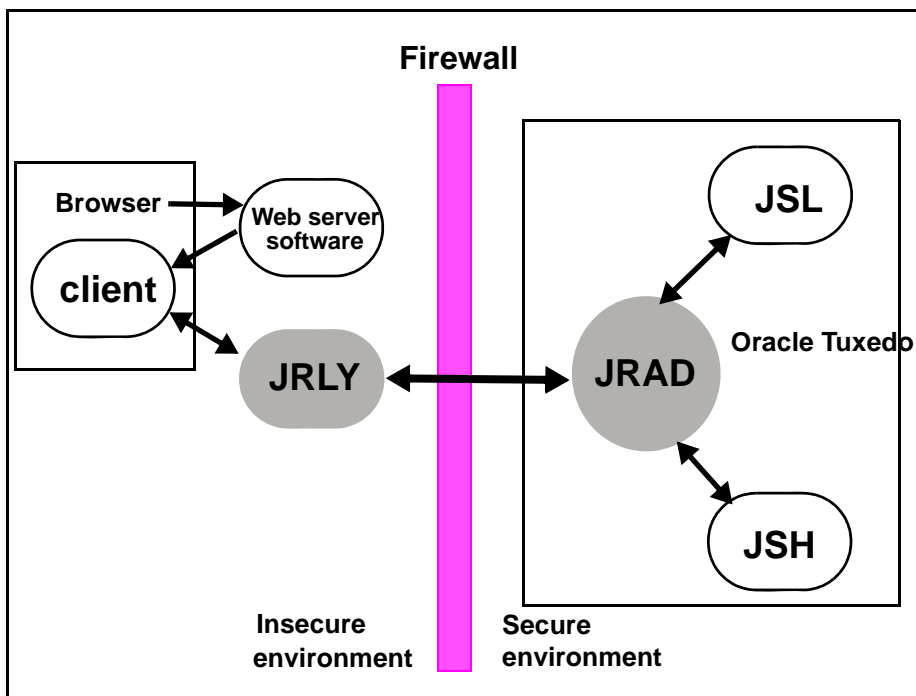 Firewall
Browser
Web server
software
client
JRLY
JSL
JRAD
Oracle Tuxedo
JSH
Insecure
environment
Secure
environment